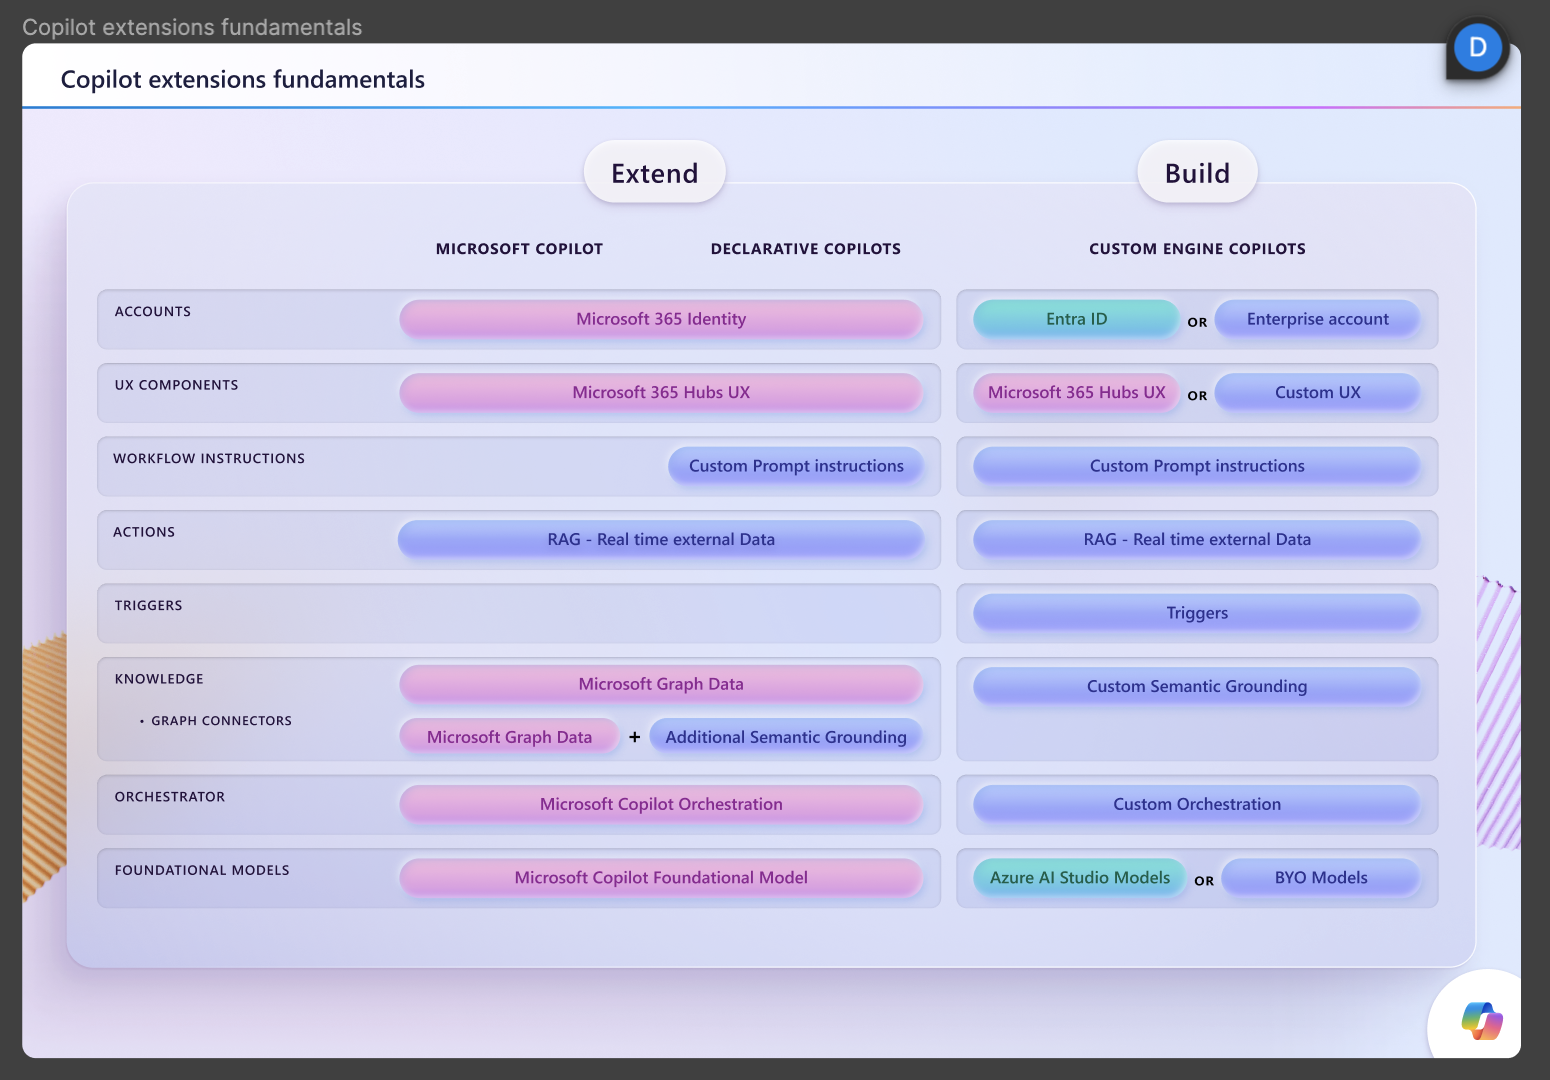 Copilot extensions fundamentals
D
Copilot extensions fundamentals
Extend
Build
MICROSOFT COPILOT
DECLARATIVE COPILOTS
CUSTOM ENGINE COPILOTS
ACCOUNTS
Microsoft 365 Identity
Entra ID
OR
Enterprise account
UX COMPONENTS
Microsoft 365 Hubs UX
Microsoft 365 Hubs UX
OR
Custom UX
WORKFLOW INSTRUCTIONS
Custom Prompt instructions
Custom Prompt instructions
ACTIONS
RAG - Real time external Data
RAG - Real time external Data
TRIGGERS
Triggers
KNOWLEDGE
Microsoft Graph Data
Custom Semantic Grounding
• GRAPH CONNECTORS
Microsoft Graph Data
+
Additional Semantic Grounding
ORCHESTRATOR
Microsoft Copilot Orchestration
Custom Orchestration
FOUNDATIONAL MODELS
Microsoft Copilot Foundational Model
Azure AI Studio Models
OR
BYO Models